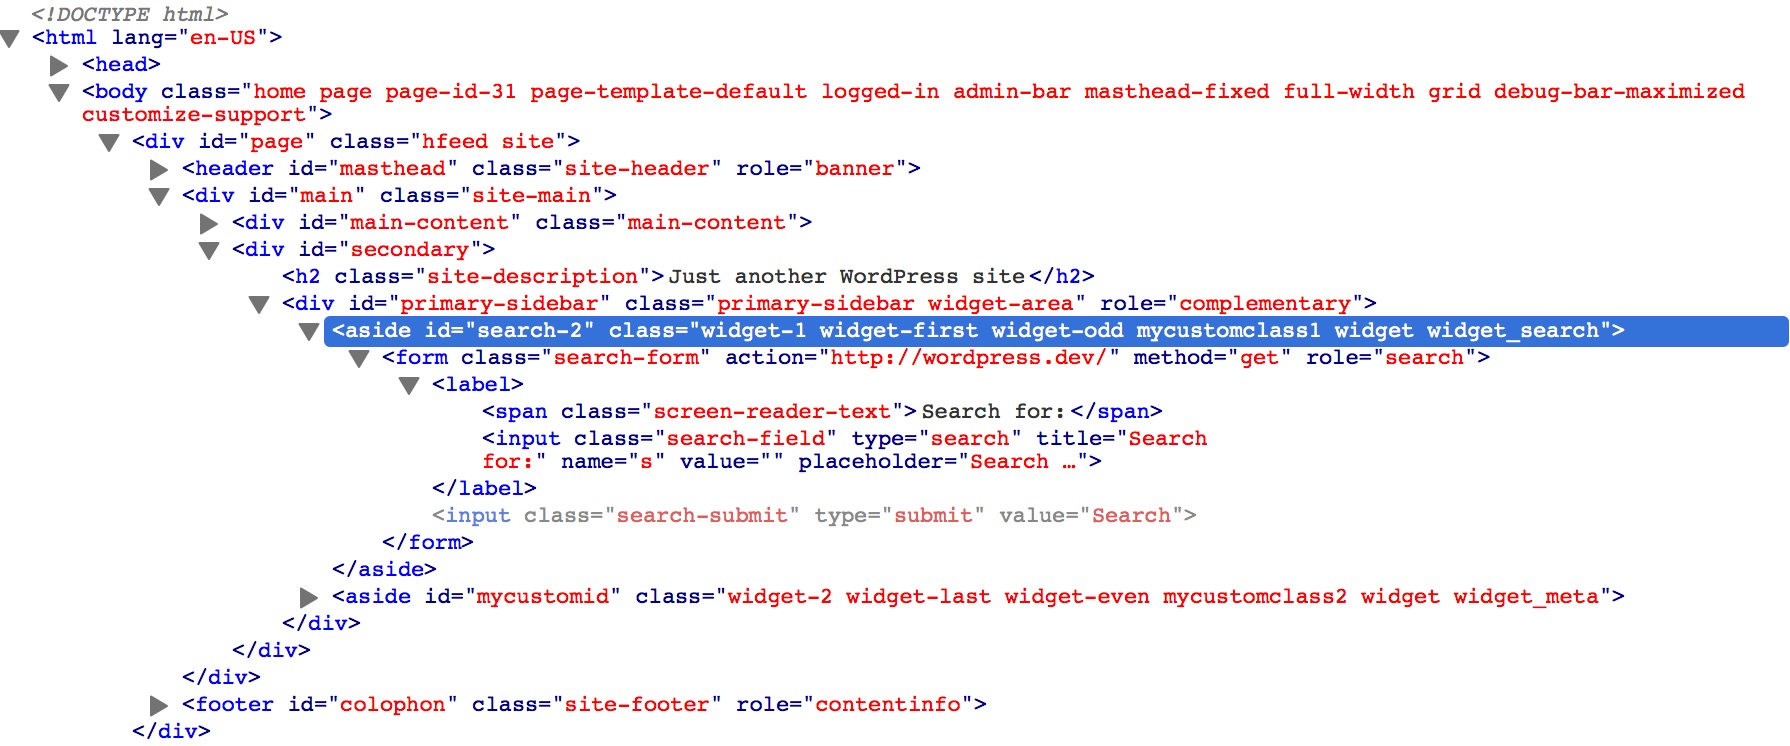 <!DOCTYPE html>
<html lang="en-US">
<head>
<body class="home page page-id-31 page-template-default logged-in admin-bar masthead-fixed full-width grid debug-bar-maximized
customize-support">
<div id="page" class="hfeed site">
<header id="masthead" class="site-header" role="banner">
<div id="main" class="site-main">
<div id="main-content" class="main-content">
<div id="secondary">
<h2 class="site-description">Just another WordPress site</h2>
<div id="primary-sidebar" class="primary-sidebar widget-area" role="complementary">
<aside id="search-2" class="widget-1 widget-first widget-odd mycustomclass1 widget widget_search">
<form class="search-form" action="http://wordpress.dev/" method="get" role="search">
<label>
<span class="screen-reader-text">Search for:</span>
<input class="search-field" type="search" title="Search
for:" name="s" value="" placeholder="Search …">
</label>
<input class="search-submit" type="submit" value="Search">
</form>
</aside>
<aside id="mycustomid" class="widget-2 widget-last widget-even mycustomclass2 widget widget_meta">
</div>
</div>
</div>
<footer id="colophon" class="site-footer" role="contentinfo">
</div>